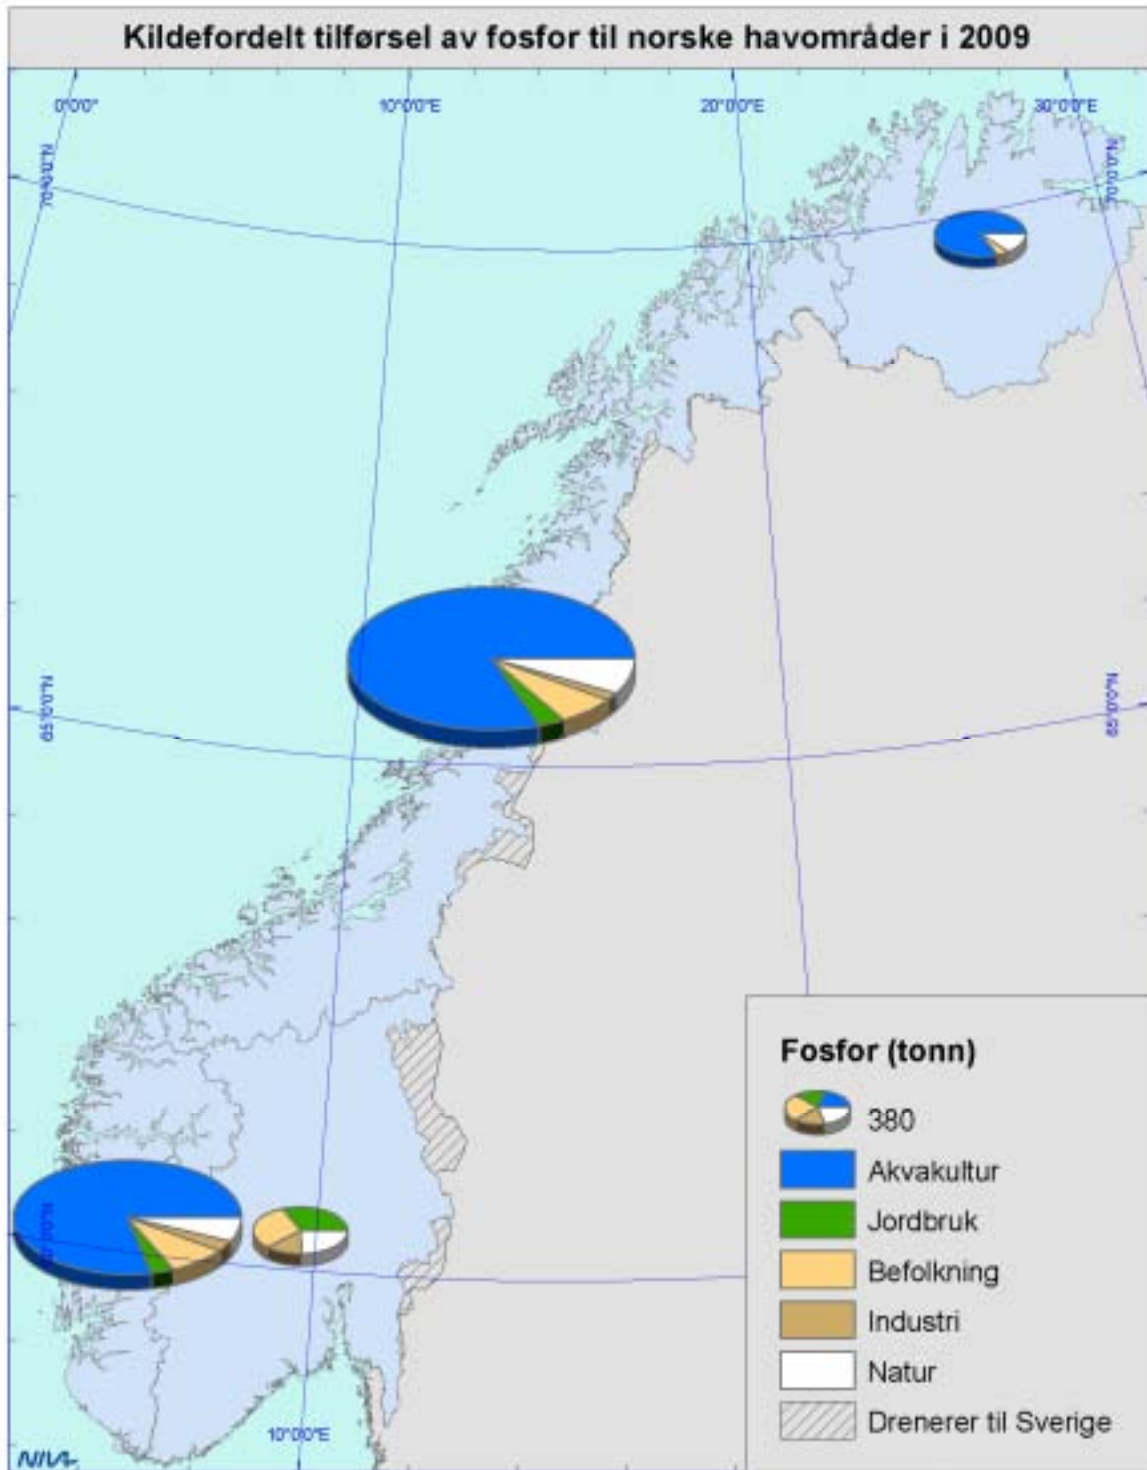 Kildefordelt tilførsel av fosfor til norske havområder i 2009
0°0'0"
10°0'0"E
20°0'0"E
30°0'0"E
70°0'0"N
70°0'0"N
65°0'0"N
65°0'0"N
10°0'0"E
Fosfor (tonn)
380
Akvakultur
Jordbruk
Befolkning
Industri
Natur
Drenerer til Sverige
NIVA